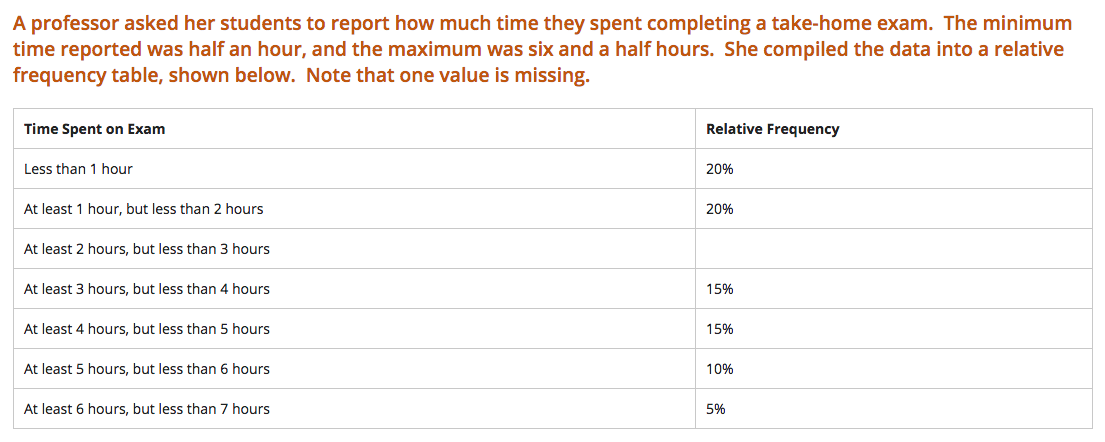 A professor asked her students to report how much time they spent completing a take-home exam.  The minimum
time reported was half an hour, and the maximum was six and a half hours.  She compiled the data into a relative
frequency table, shown below.  Note that one value is missing.
Time Spent on Exam Relative Frequency
Less than 1 hour 20%
At least 1 hour, but less than 2 hours 20%
At least 2 hours, but less than 3 hours
At least 3 hours, but less than 4 hours 15%
At least 4 hours, but less than 5 hours 15%
At least 5 hours, but less than 6 hours 10%
At least 6 hours, but less than 7 hours 5%